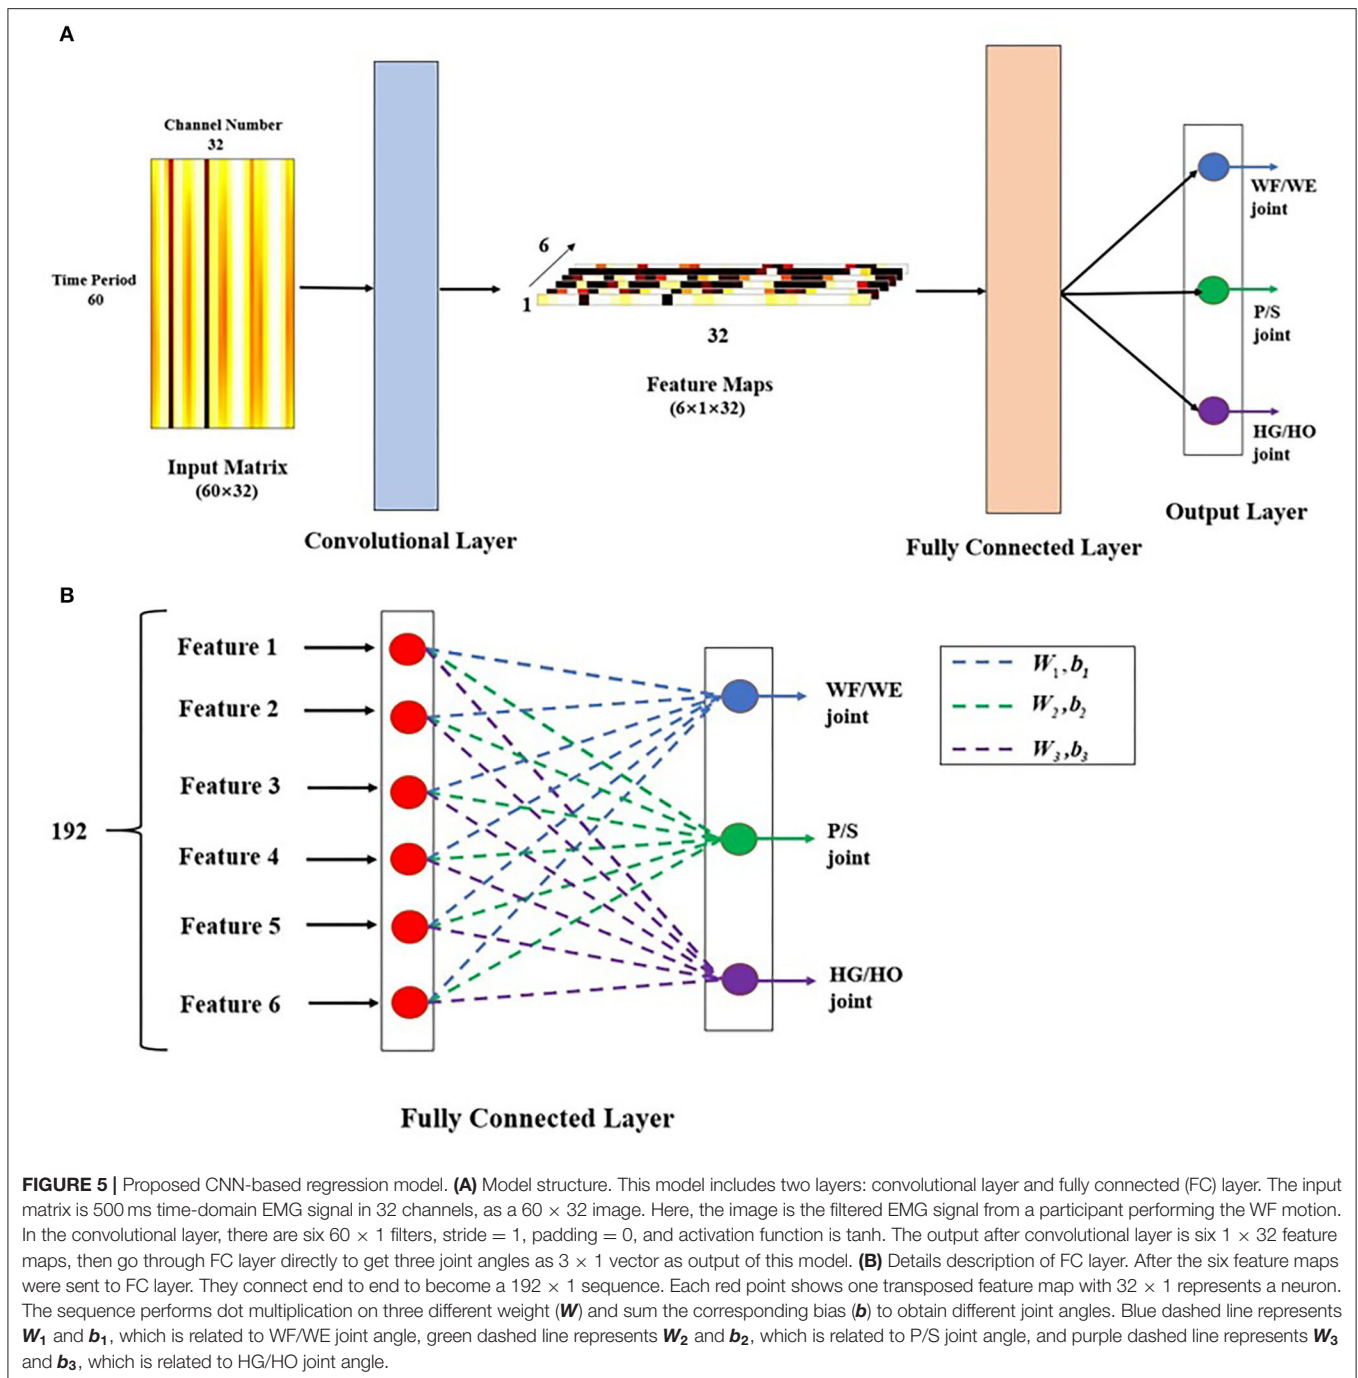 A
Channel Number
32
Time Period
60
Input Matrix
(60×32)
Convolutional Layer
6
1
32
Feature Maps
(6×1×32)
Fully Connected Layer
WF/WE
joint
P/S
joint
HG/HO
joint
Output Layer
B
192
Feature 1
Feature 2
Feature 3
Feature 4
Feature 5
Feature 6
WF/WE
joint
P/S
joint
HG/HO
joint
W₁,b₁
W₂,b₂
W₃,b₃
Fully Connected Layer
FIGURE 5 | Proposed CNN-based regression model. (A) Model structure. This model includes two layers: convolutional layer and fully connected (FC) layer. The input
matrix is 500 ms time-domain EMG signal in 32 channels, as a 60 × 32 image. Here, the image is the filtered EMG signal from a participant performing the WF motion.
In the convolutional layer, there are six 60 × 1 filters, stride = 1, padding = 0, and activation function is tanh. The output after convolutional layer is six 1 × 32 feature
maps, then go through FC layer directly to get three joint angles as 3 × 1 vector as output of this model. (B) Details description of FC layer. After the six feature maps
were sent to FC layer. They connect end to end to become a 192 × 1 sequence. Each red point shows one transposed feature map with 32 × 1 represents a neuron.
The sequence performs dot multiplication on three different weight (W) and sum the corresponding bias (b) to obtain different joint angles. Blue dashed line represents
W₁ and b₁, which is related to WF/WE joint angle, green dashed line represents W₂ and b₂, which is related to P/S joint angle, and purple dashed line represents W₃
and b₃, which is related to HG/HO joint angle.